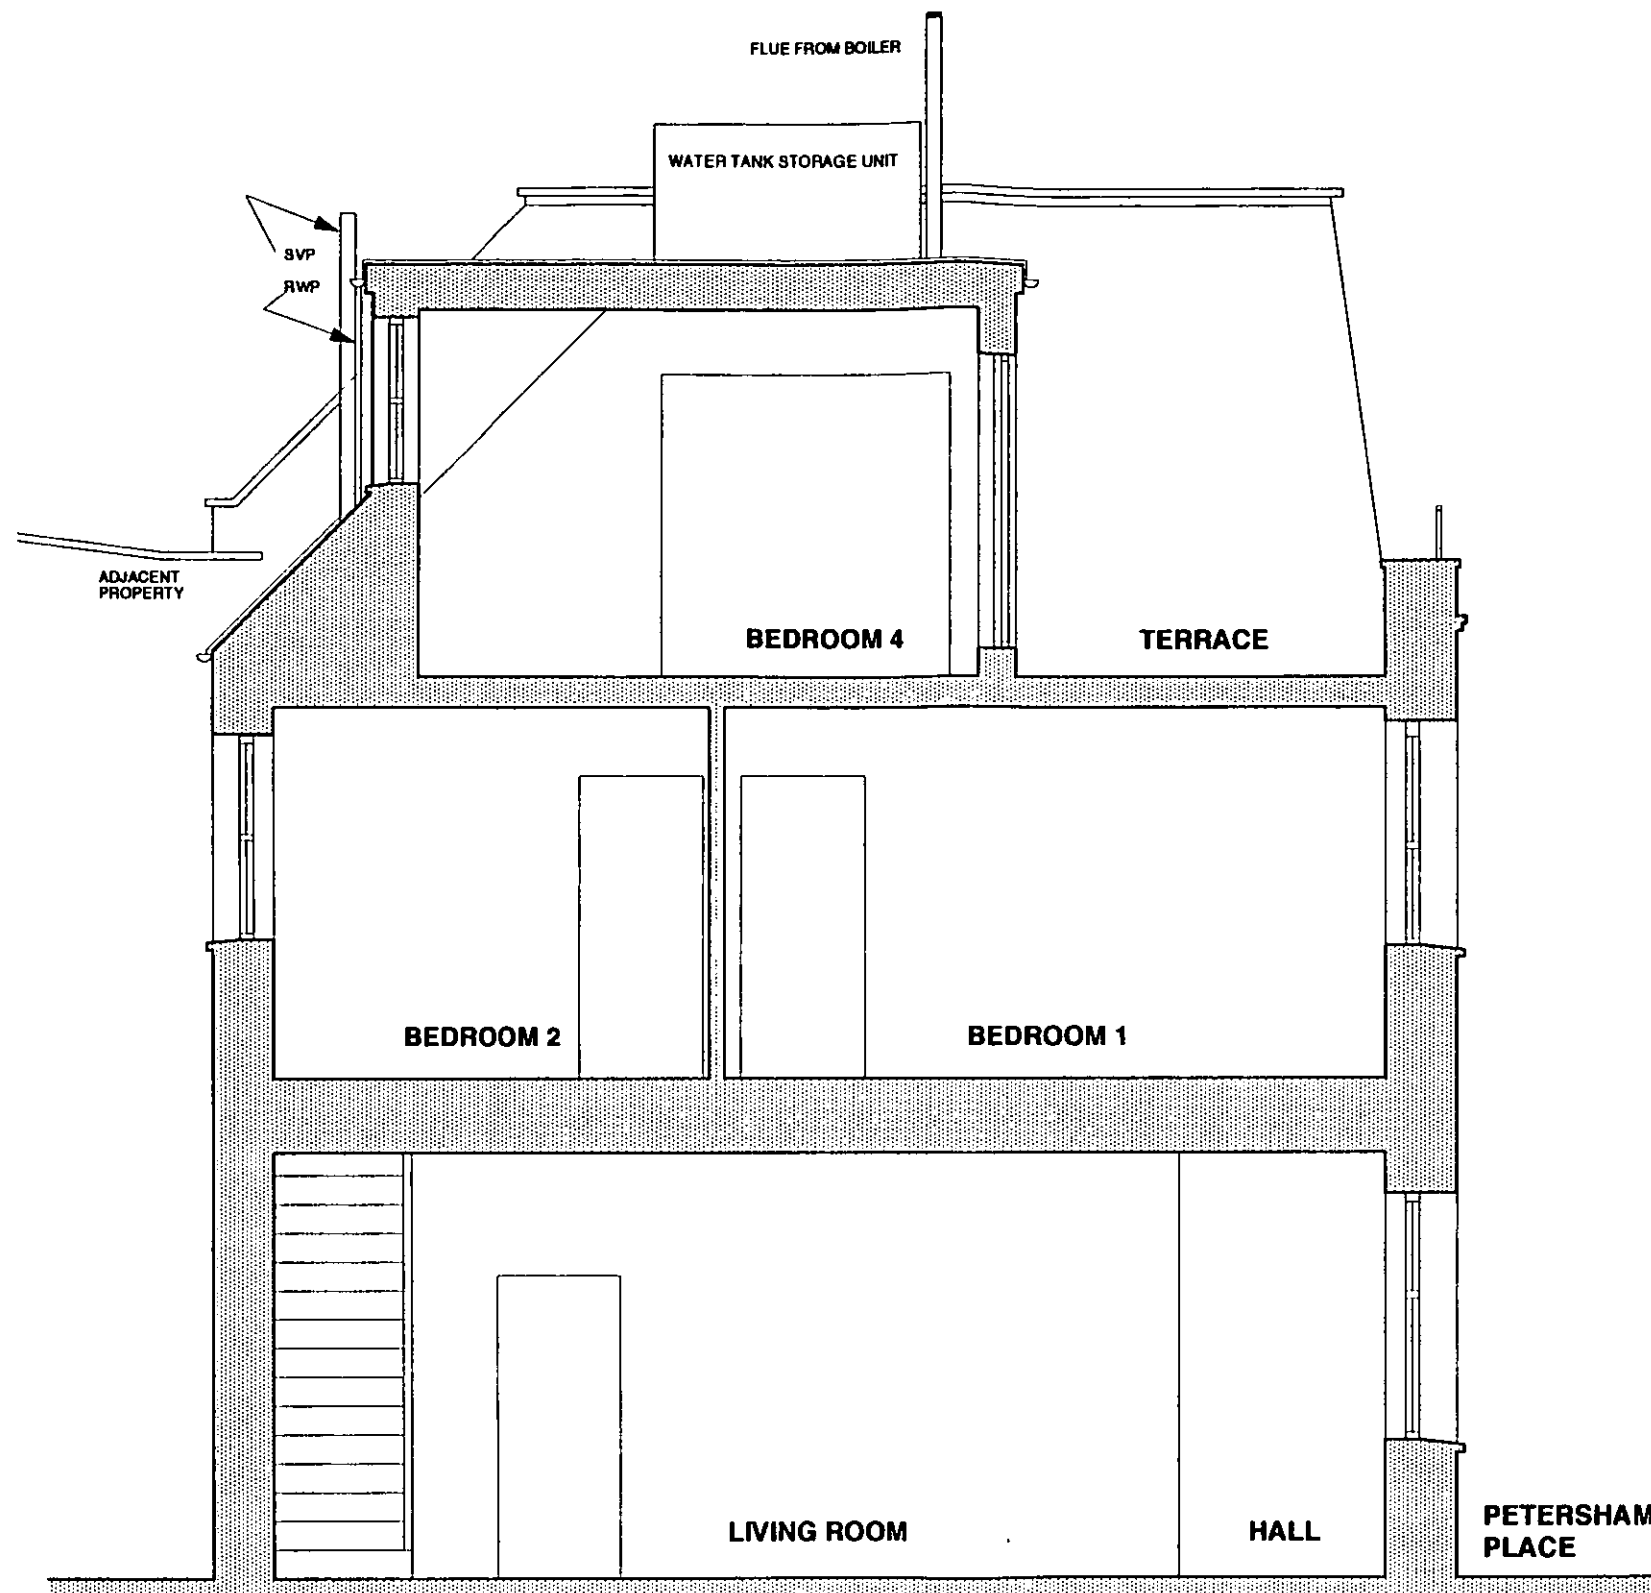 FLUE FROM BOILER
WATER TANK STORAGE UNIT
SVP
RWP
ADJACENT
PROPERTY
BEDROOM 4
TERRACE
BEDROOM 2
BEDROOM 1
LIVING ROOM
HALL
PETERSHAM
PLACE